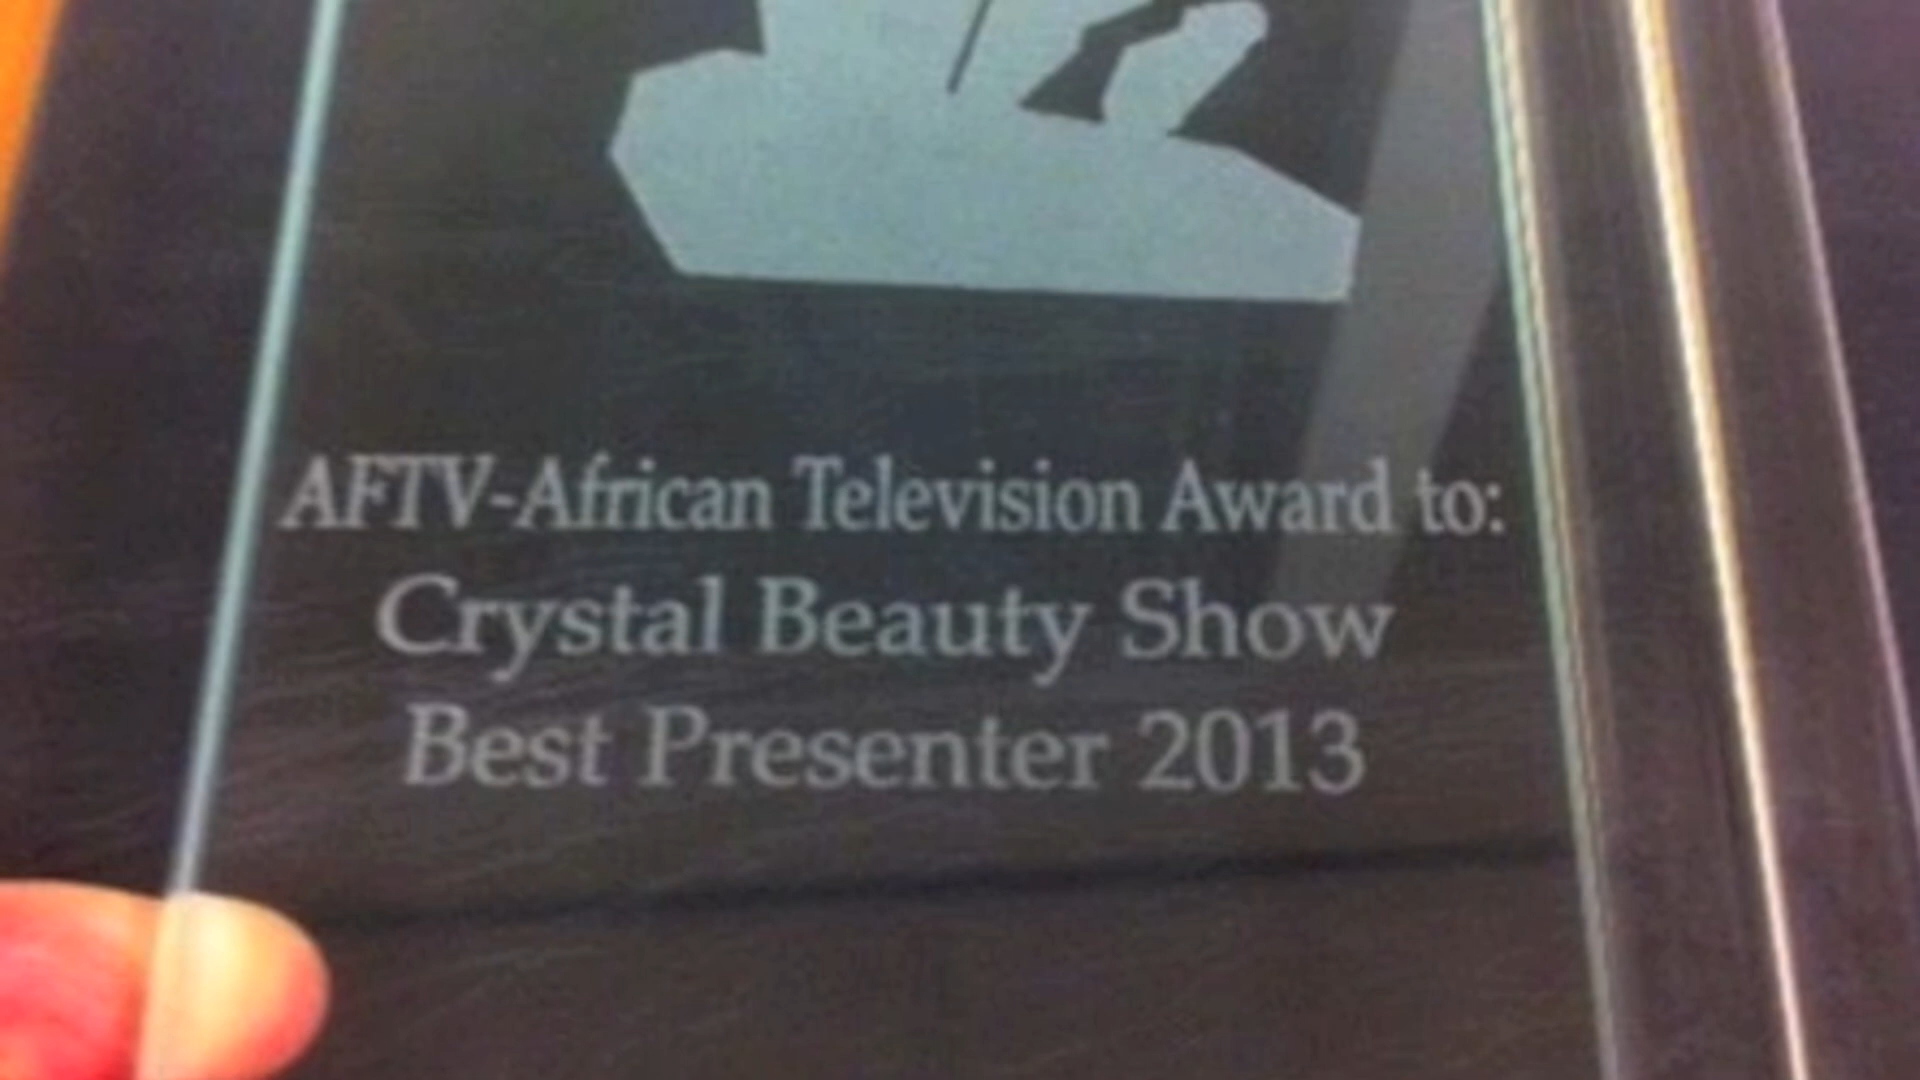 AFTV-African Television Award to:
Crystal Beauty Show
Best Presenter 2013